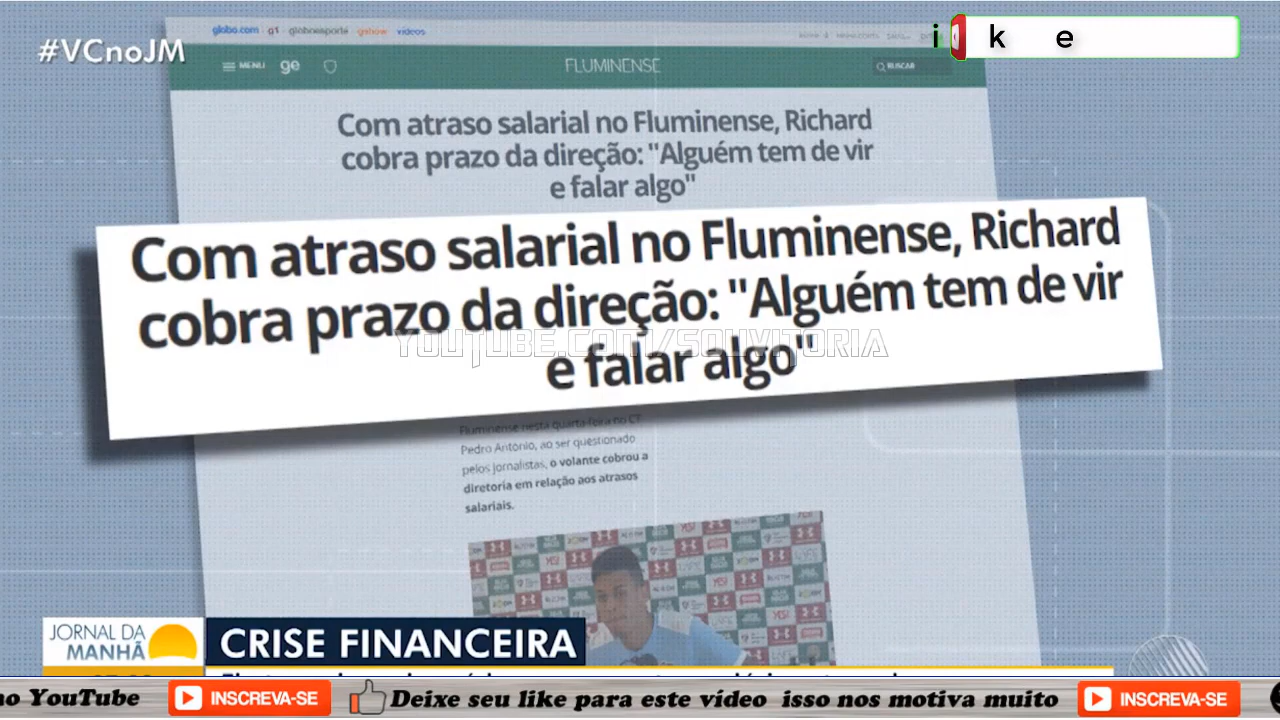 globo.com g1 globoesporte gshow vídeos
#VCnoJM
i k e
MENU ge FLUMINENSE BUSCAR
Com atraso salarial no Fluminense, Richard
cobra prazo da direção: "Alguém tem de vir
e falar algo"
Com atraso salarial no Fluminense, Richard
cobra prazo da direção: "Alguém tem de vir
e falar algo"
YOUTUBE.COM/SOUVITORIA
Fluminense nesta quarta-feira no CT
Pedro Antonio, ao ser questionado
pelos jornalistas, o volante cobrou a
diretoria em relação aos atrasos
salariais.
JORNAL DA
MANHÃ
CRISE FINANCEIRA
no YouTube INSCREVA-SE Deixe seu like para este vídeo isso nos motiva muito INSCREVA-SE